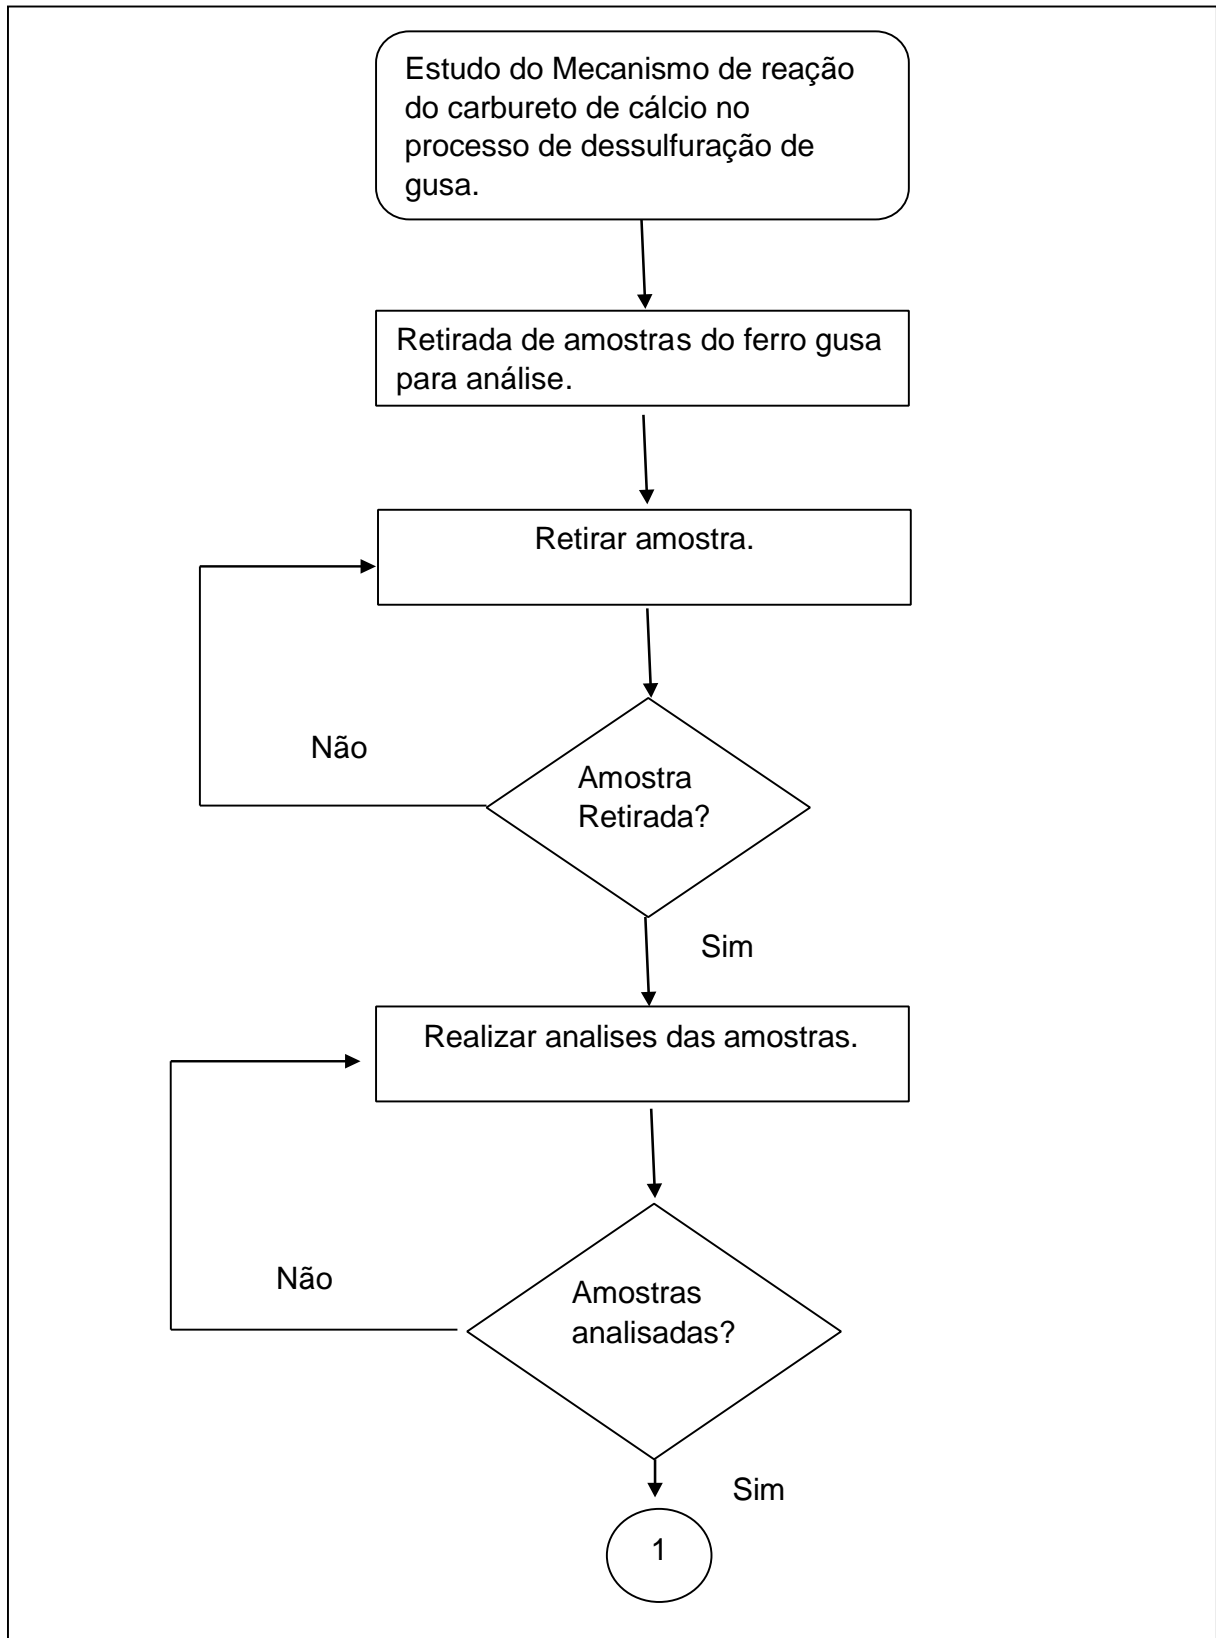 Estudo do Mecanismo de reação
do carbureto de cálcio no
processo de dessulfuração de
gusa.
Retirada de amostras do ferro gusa
para análise.
Retirar amostra.
Não
Amostra
Retirada?
Sim
Realizar analises das amostras.
Não
Amostras
analisadas?
Sim
1